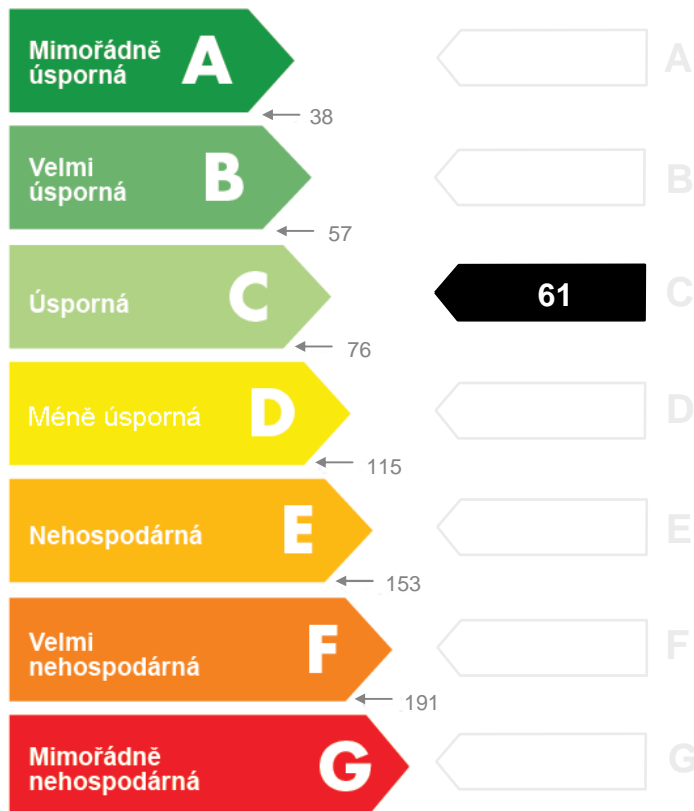 Mimořádně
úsporná
A
A
38
Velmi
úsporná
B
B
57
Úsporná
C
61
C
76
Méně úsporná
D
D
115
Nehospodárná
E
E
153
Velmi
nehospodárná
F
F
191
Mimořádně
nehospodárná
G
G